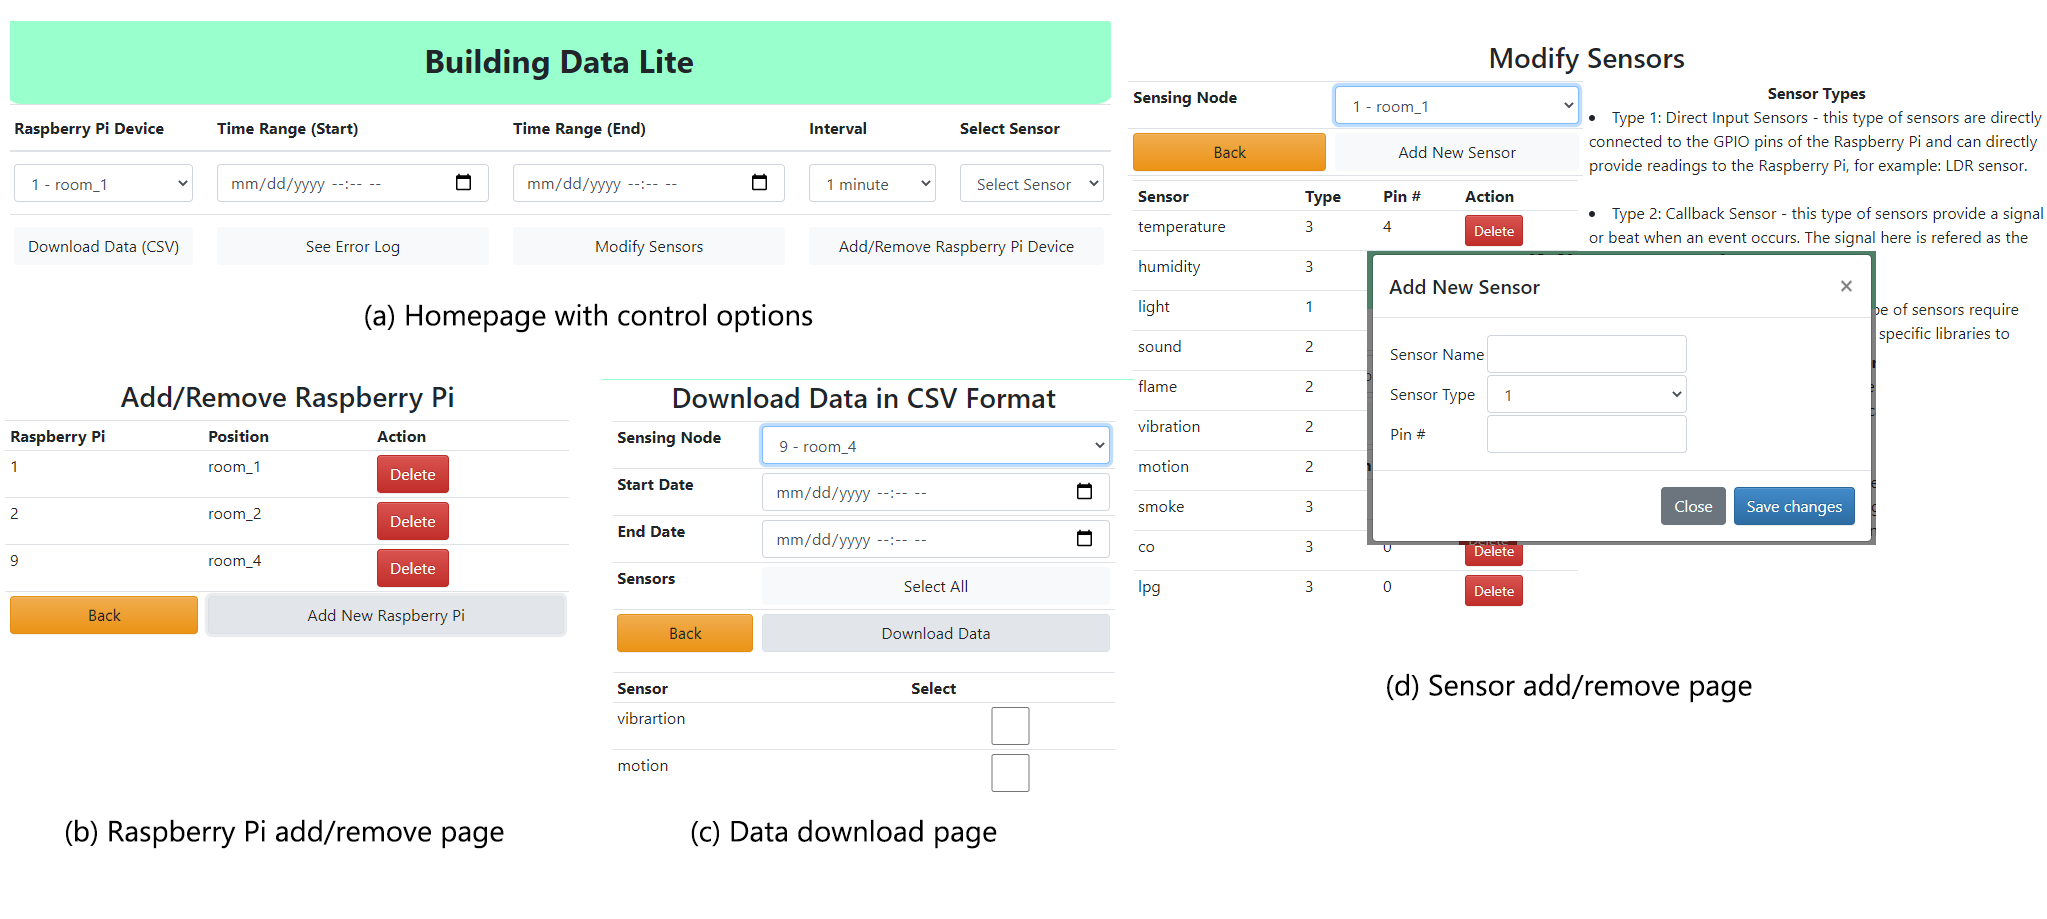 Building Data Lite
Raspberry Pi Device Time Range (Start) Time Range (End) Interval Select Sensor
1 - room_1 mm/dd/yyyy --:-- -- mm/dd/yyyy --:-- -- 1 minute Select Sensor
Download Data (CSV) See Error Log Modify Sensors Add/Remove Raspberry Pi Device
(a) Homepage with control options
Add/Remove Raspberry Pi
Raspberry Pi Position Action
1 room_1 Delete
2 room_2 Delete
9 room_4 Delete
Back Add New Raspberry Pi
(b) Raspberry Pi add/remove page
Download Data in CSV Format
Sensing Node 9 - room_4
Start Date mm/dd/yyyy --:-- --
End Date mm/dd/yyyy --:-- --
Sensors Select All
Back Download Data
Sensor Select
vibrartion
motion
(c) Data download page
Modify Sensors
Sensing Node 1 - room_1
Back Add New Sensor
Sensor Type Pin # Action
temperature 3 4 Delete
humidity 3
light 1
sound 2
flame 2
vibration 2
motion 2
smoke 3
co 3 0 Delete
lpg 3 0 Delete
Sensor Types
• Type 1: Direct Input Sensors - this type of sensors are directly
connected to the GPIO pins of the Raspberry Pi and can directly
provide readings to the Raspberry Pi, for example: LDR sensor.
• Type 2: Callback Sensor - this type of sensors provide a signal
or beat when an event occurs. The signal here is refered as the
of sensors require
specific libraries to
Add New Sensor ×
Sensor Name
Sensor Type 1
Pin #
Close Save changes
(d) Sensor add/remove page